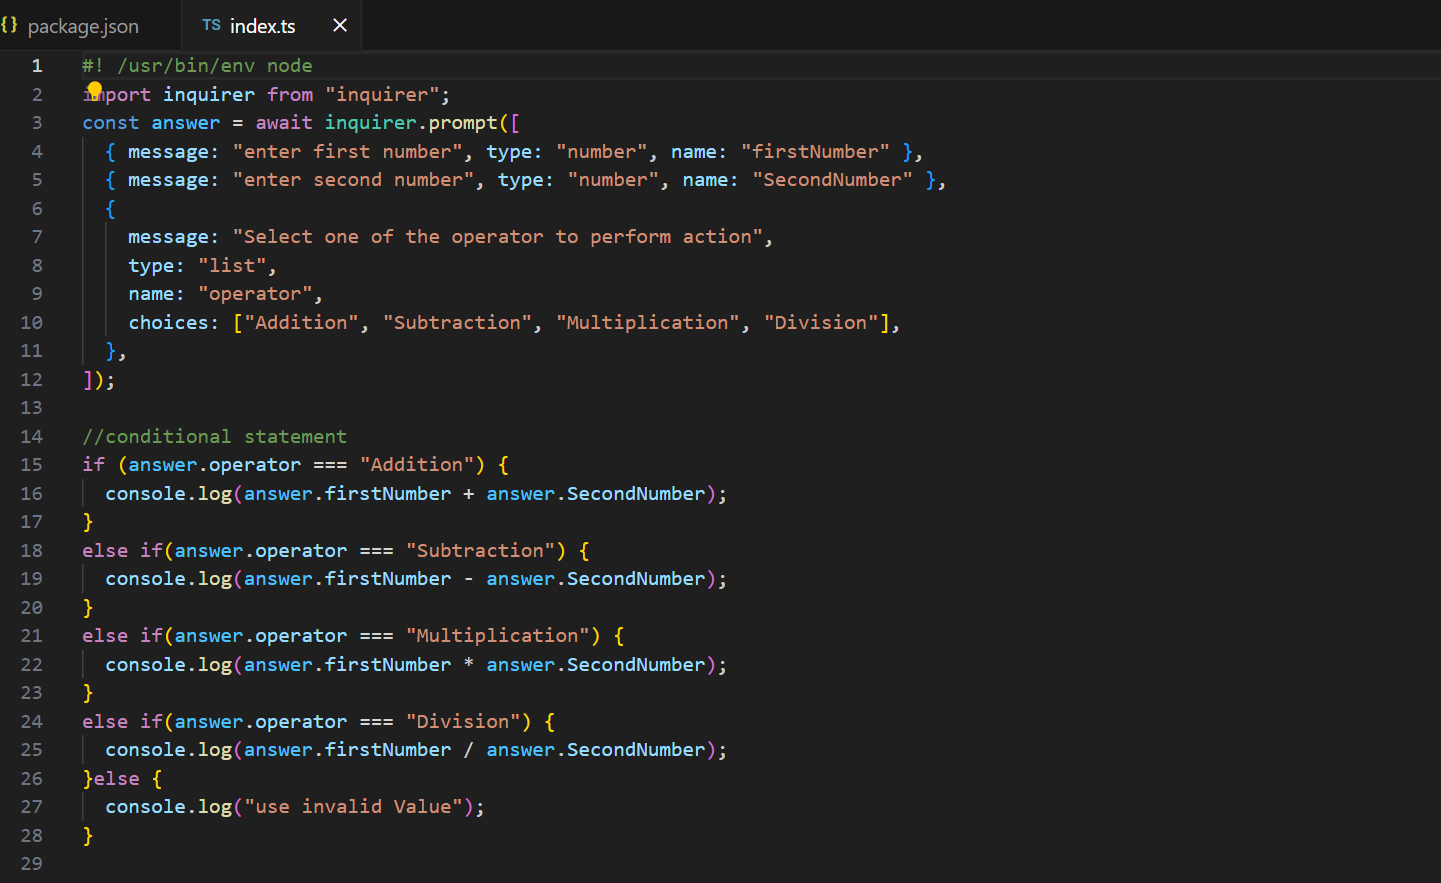 {} package.json TS index.ts ×
1 #! /usr/bin/env node
2 import inquirer from "inquirer";
3 const answer = await inquirer.prompt([
4 { message: "enter first number", type: "number", name: "firstNumber" },
5 { message: "enter second number", type: "number", name: "SecondNumber" },
6 {
7 message: "Select one of the operator to perform action",
8 type: "list",
9 name: "operator",
10 choices: ["Addition", "Subtraction", "Multiplication", "Division"],
11 },
12 ]);
13
14 //conditional statement
15 if (answer.operator === "Addition") {
16 console.log(answer.firstNumber + answer.SecondNumber);
17 }
18 else if(answer.operator === "Subtraction") {
19 console.log(answer.firstNumber - answer.SecondNumber);
20 }
21 else if(answer.operator === "Multiplication") {
22 console.log(answer.firstNumber * answer.SecondNumber);
23 }
24 else if(answer.operator === "Division") {
25 console.log(answer.firstNumber / answer.SecondNumber);
26 }else {
27 console.log("use invalid Value");
28 }
29